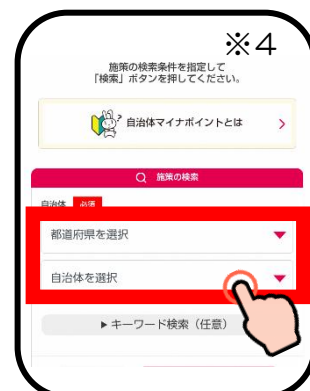 ※4
施策の検索条件を指定して
「検索」ボタンを押してください。
自治体マイナポイントとは
施策の検索
自治体 必須
都道府県を選択
自治体を選択
▶キーワード検索（任意）